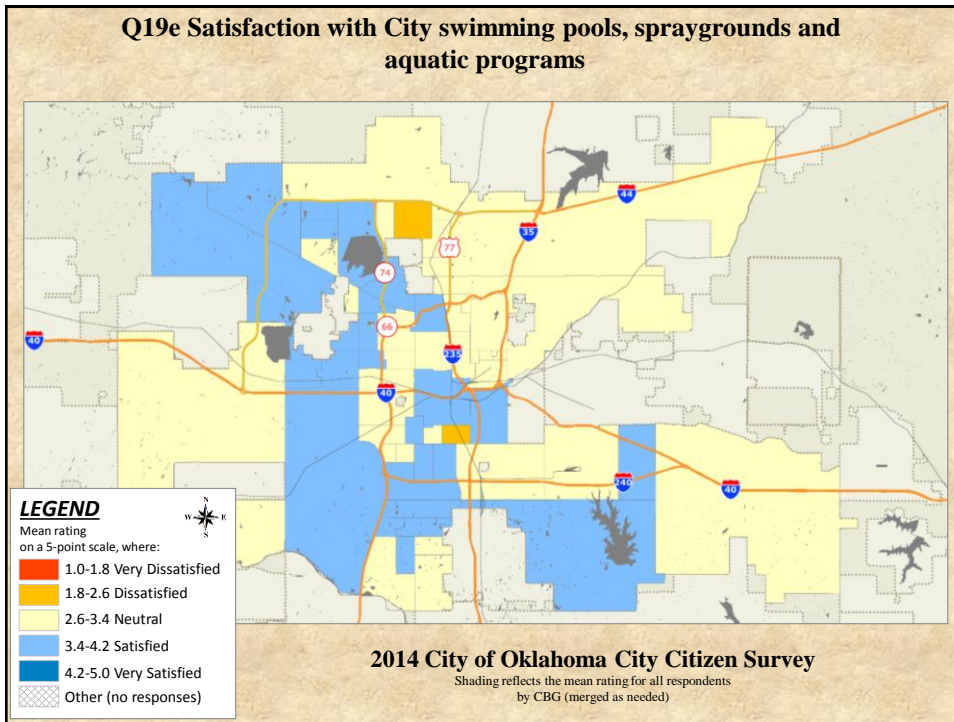 Q19e Satisfaction with City swimming pools, spraygrounds and
aquatic programs
44
35
77
74
66
40
235
40
240
40
LEGEND
Mean rating
on a 5-point scale, where:
N
W E
S
1.0-1.8 Very Dissatisfied
1.8-2.6 Dissatisfied
2.6-3.4 Neutral
3.4-4.2 Satisfied
4.2-5.0 Very Satisfied
Other (no responses)
2014 City of Oklahoma City Citizen Survey
Shading reflects the mean rating for all respondents
by CBG (merged as needed)